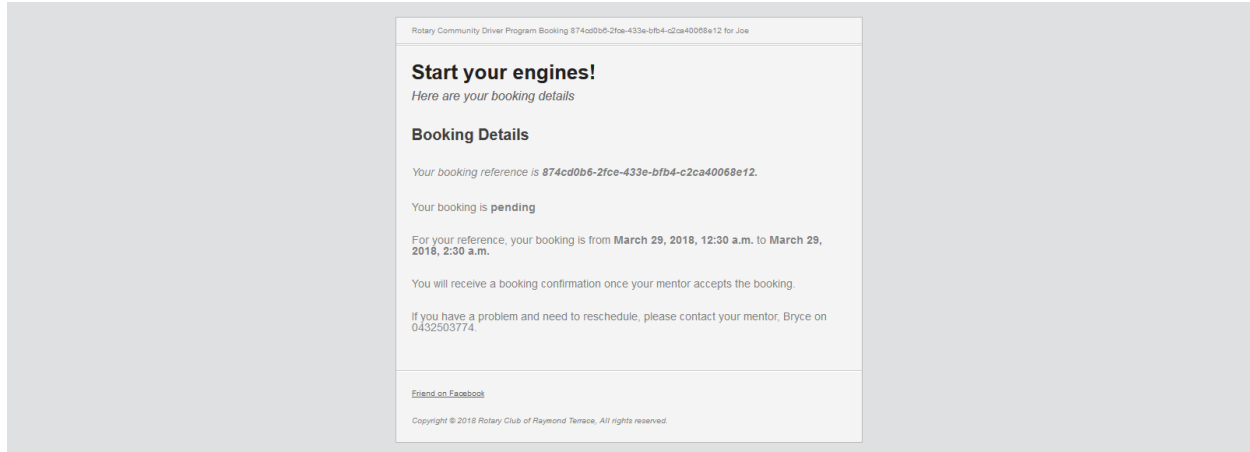 Rotary Community Driver Program Booking 874cd0b6-2fce-433e-bfb4-c2ca40068e12 for Joe
Start your engines!
Here are your booking details
Booking Details
Your booking reference is 874cd0b6-2fce-433e-bfb4-c2ca40068e12.
Your booking is pending
For your reference, your booking is from March 29, 2018, 12:30 a.m. to March 29,
2018, 2:30 a.m.
You will receive a booking confirmation once your mentor accepts the booking.
If you have a problem and need to reschedule, please contact your mentor, Bryce on
0432503774.
Friend on Facebook
Copyright © 2018 Rotary Club of Raymond Terrace, All rights reserved.